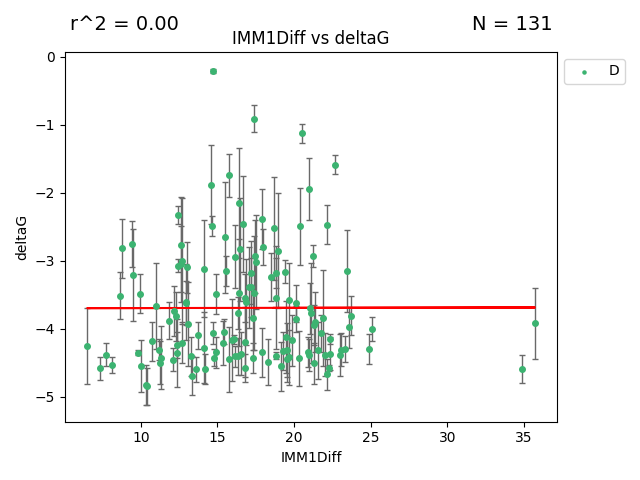 r^2 = 0.00
N = 131
IMM1Diff vs deltaG
D
0
−1
−2
−3
−4
−5
deltaG
10
15
20
25
30
35
IMM1Diff